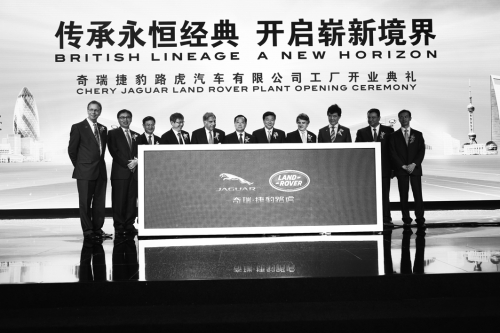 传承永恒经典 开启崭新境界
BRITISH LINEAGE A NEW HORIZON
奇瑞捷豹路虎汽车有限公司工厂开业典礼
CHERY JAGUAR LAND ROVER PLANT OPENING CEREMONY
JAGUAR
LAND-ROVER
奇瑞·捷豹路虎